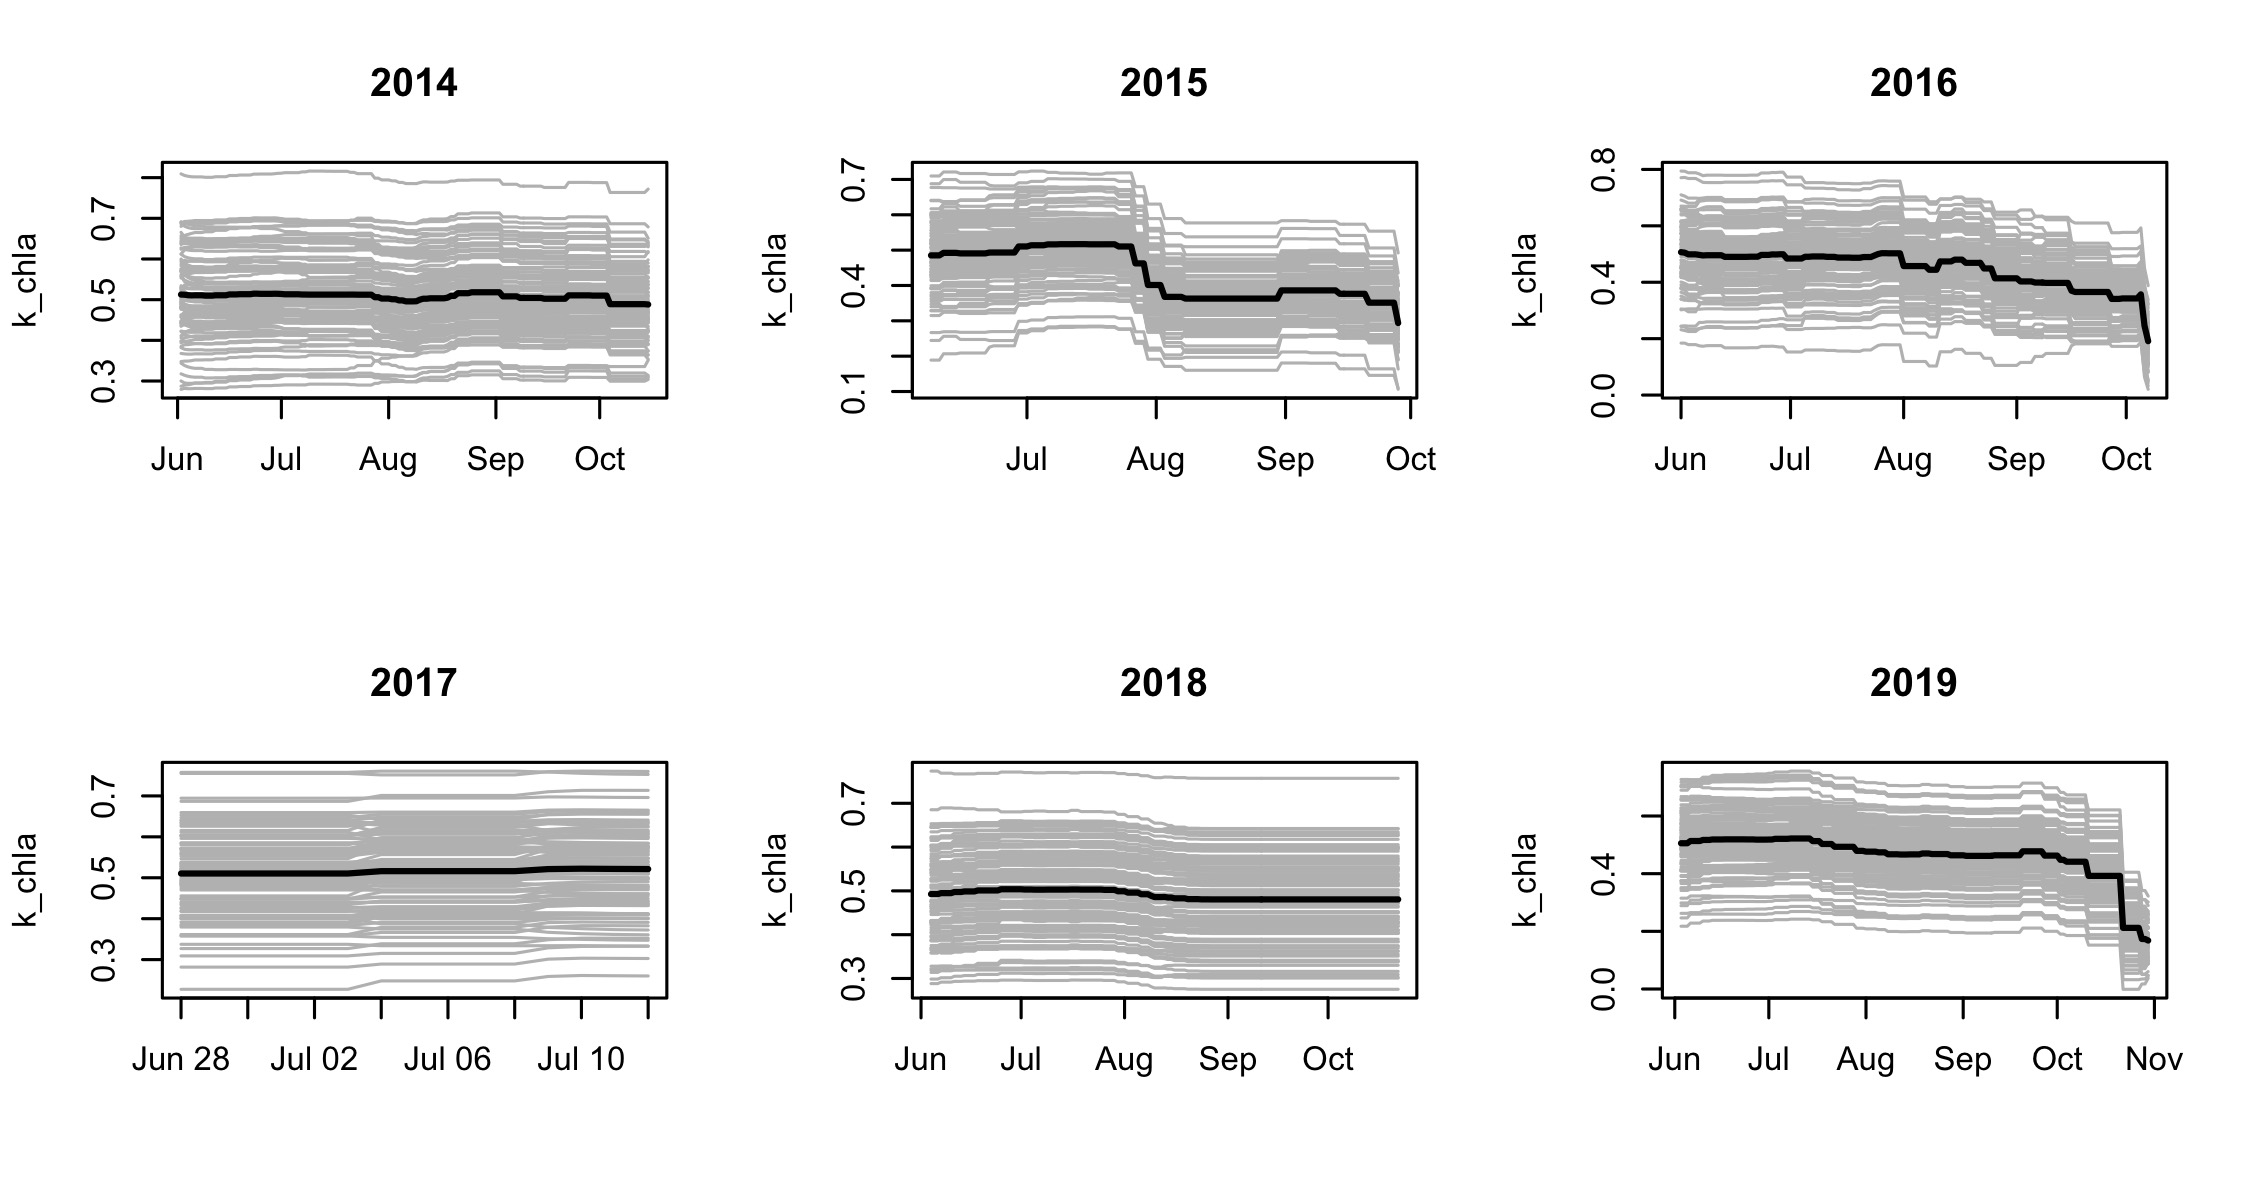 2014
k_chla
0.7
0.5
0.3
Jun Jul Aug Sep Oct
2015
k_chla
0.7
0.4
0.1
Jul Aug Sep Oct
2016
k_chla
0.8
0.4
0.0
Jun Jul Aug Sep Oct
2017
k_chla
0.7
0.5
0.3
Jun 28 Jul 02 Jul 06 Jul 10
2018
k_chla
0.7
0.5
0.3
Jun Jul Aug Sep Oct
2019
k_chla
0.4
0.0
Jun Jul Aug Sep Oct Nov